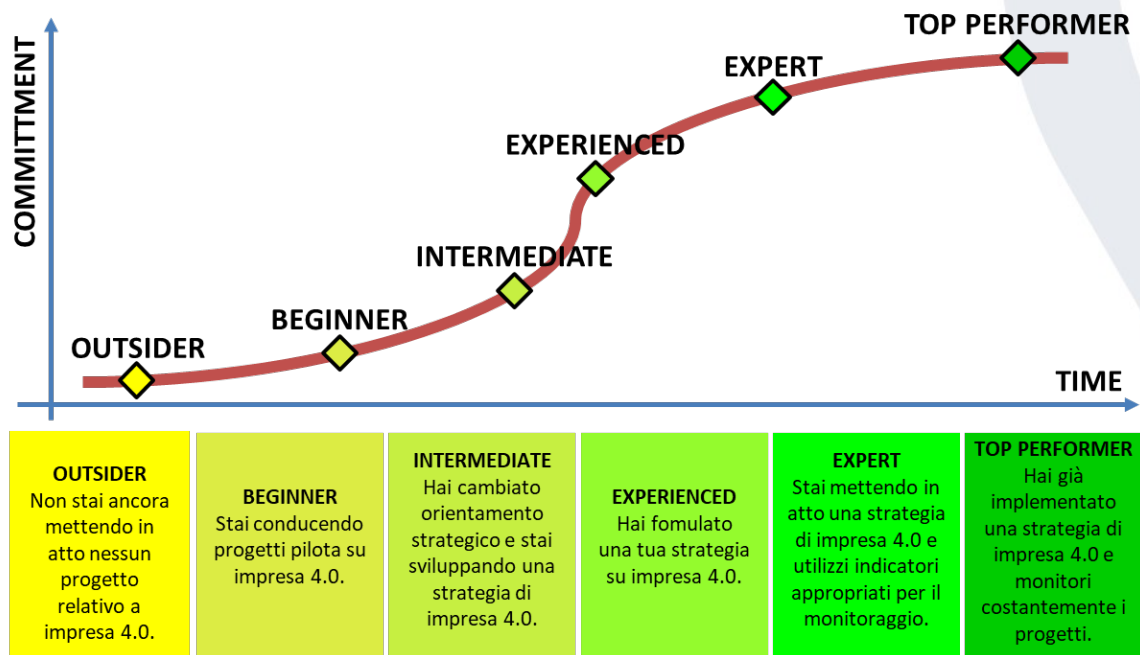 TOP PERFORMER
EXPERT
COMMITTMENT
EXPERIENCED
INTERMEDIATE
BEGINNER
OUTSIDER
TIME
OUTSIDER
Non stai ancora
mettendo in
atto nessun
progetto
relativo a
impresa 4.0.
BEGINNER
Stai conducendo
progetti pilota su
impresa 4.0.
INTERMEDIATE
Hai cambiato
orientamento
strategico e stai
sviluppando una
strategia di
impresa 4.0.
EXPERIENCED
Hai fomulato
una tua strategia
su impresa 4.0.
EXPERT
Stai mettendo in
atto una strategia
di impresa 4.0 e
utilizzi indicatori
appropriati per il
monitoraggio.
TOP PERFORMER
Hai già
implementato
una strategia di
impresa 4.0 e
monitori
costantemente i
progetti.